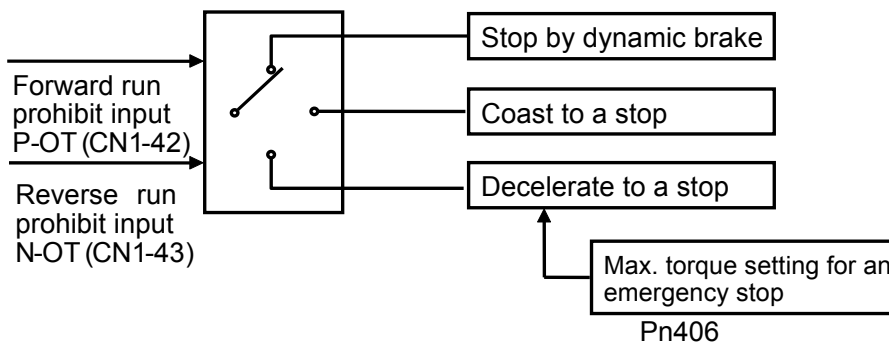 Stop by dynamic brake
Forward run
prohibit input
P-OT (CN1-42)
Coast to a stop
Reverse run
prohibit input
N-OT (CN1-43)
Decelerate to a stop
Max. torque setting for an
emergency stop
Pn406